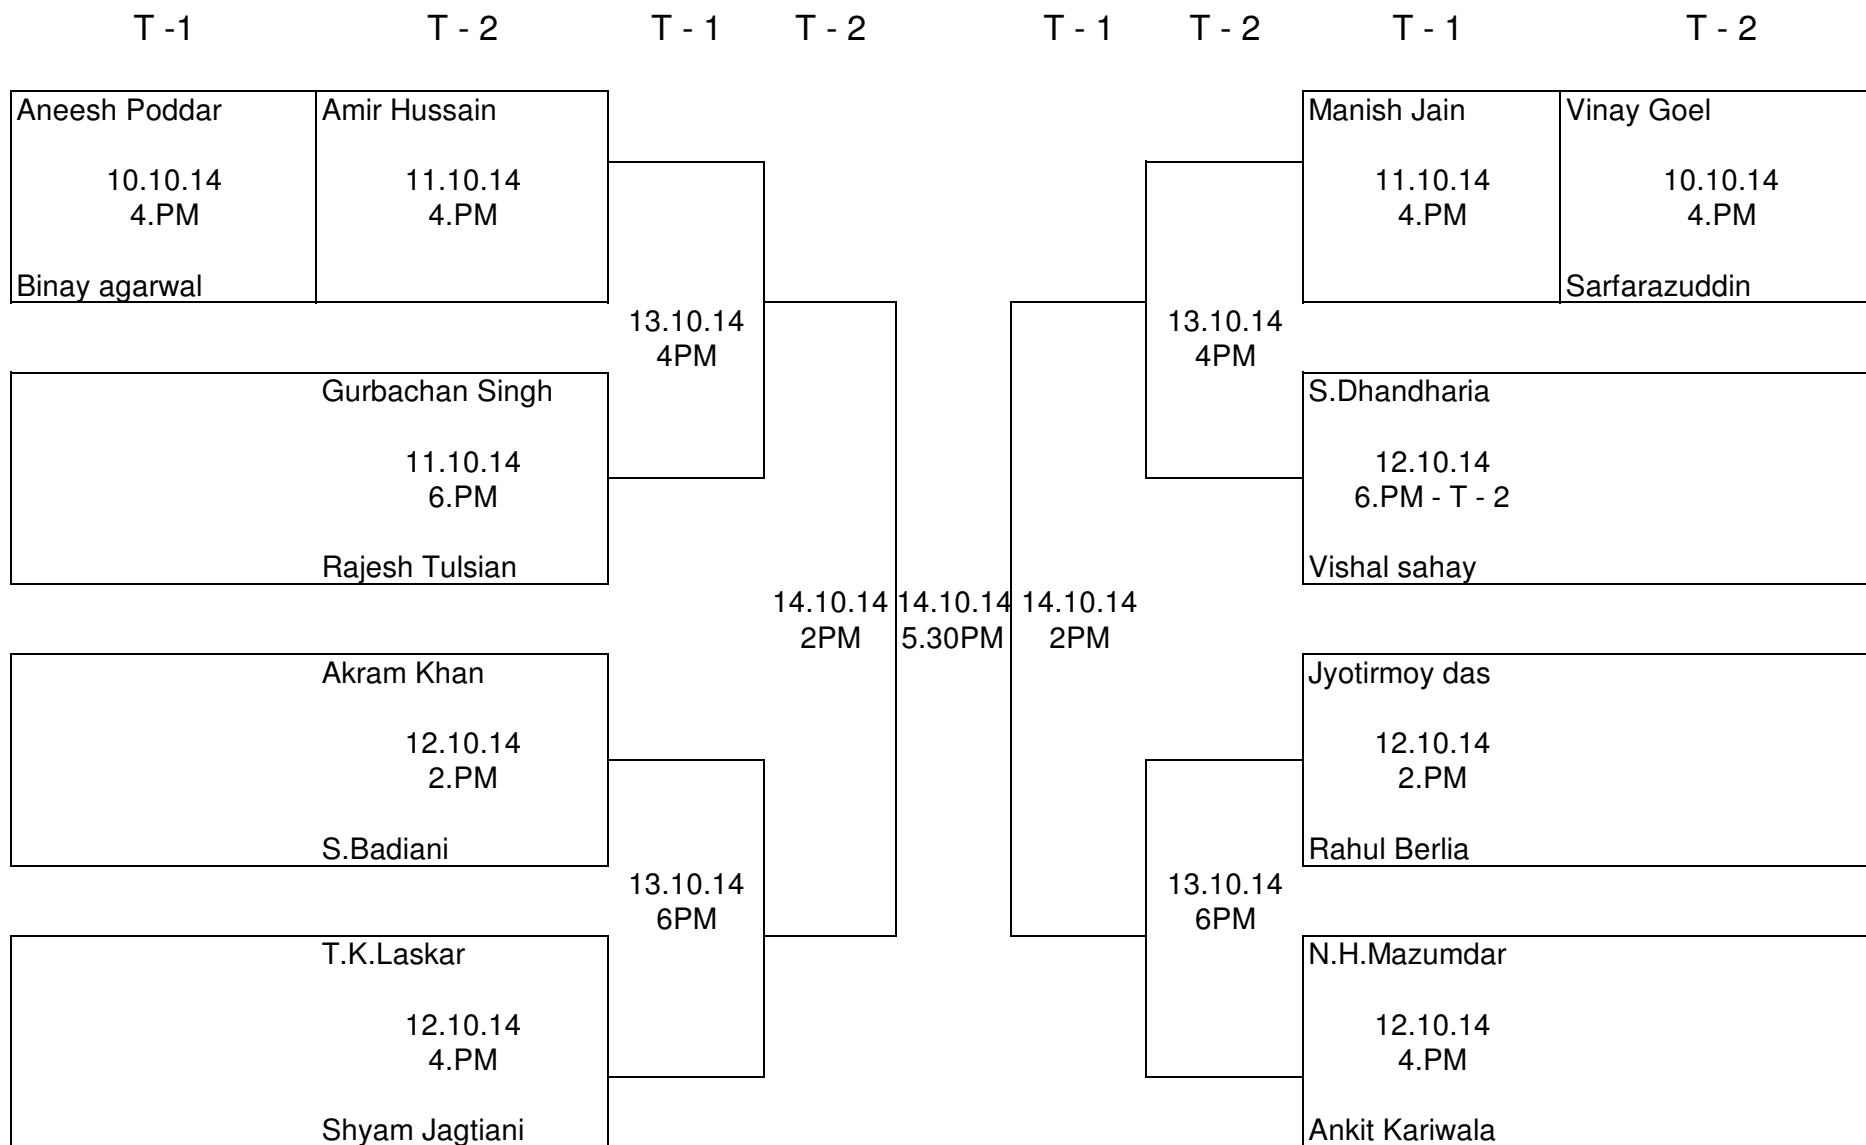 T -1 T - 2 T - 1 T - 2 T - 1 T - 2 T - 1 T - 2
Aneesh Poddar Amir Hussain Manish Jain Vinay Goel
10.10.14 11.10.14 11.10.14 10.10.14
4.PM 4.PM 4.PM 4.PM
Binay agarwal Sarfarazuddin
13.10.14 13.10.14
4PM 4PM
Gurbachan Singh S.Dhandharia
11.10.14 12.10.14
6.PM 6.PM - T - 2
Rajesh Tulsian Vishal sahay
14.10.14 14.10.14 14.10.14
2PM 5.30PM 2PM
Akram Khan Jyotirmoy das
12.10.14 12.10.14
2.PM 2.PM
S.Badiani Rahul Berlia
13.10.14 13.10.14
6PM 6PM
T.K.Laskar N.H.Mazumdar
12.10.14 12.10.14
4.PM 4.PM
Shyam Jagtiani Ankit Kariwala